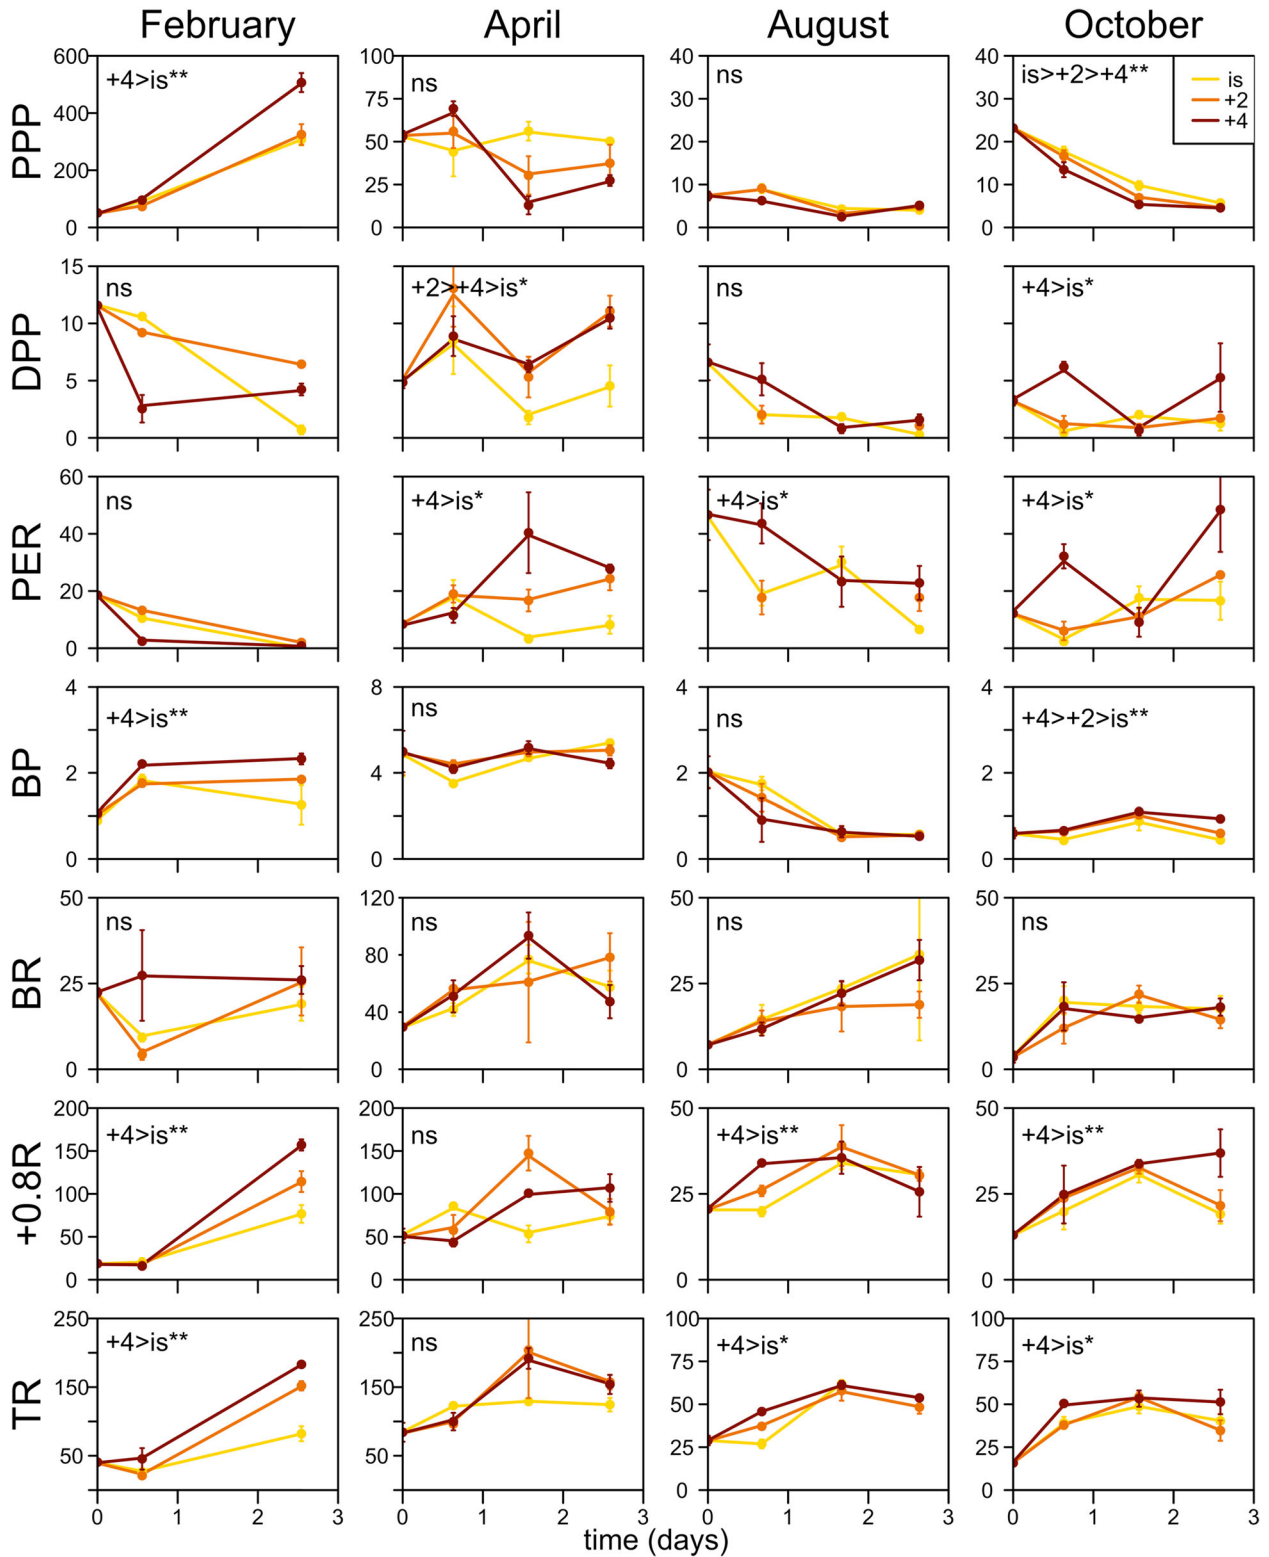 February April August October
PPP
600 400 200 0
+4>is**
100 75 50 25 0
ns
40 30 20 10 0
ns
40 30 20 10 0
is>+2>+4**
is
+2
+4
DPP
15 10 5 0
ns
+2>+4>is*
ns
+4>is*
PER
60 40 20 0
ns
+4>is*
+4>is*
+4>is*
BP
4 2 0
+4>is**
8 4 0
ns
4 2 0
ns
4 2 0
+4>+2>is**
BR
50 25 0
ns
120 80 40 0
ns
50 25 0
ns
50 25 0
ns
+0.8R
200 150 100 50 0
+4>is**
200 150 100 50 0
ns
50 25 0
+4>is**
50 25 0
+4>is**
TR
250 150 50
+4>is**
250 150 50
ns
100 75 50 25 0
+4>is*
100 75 50 25 0
+4>is*
0 1 2 3 0 1 2 3 0 1 2 3 0 1 2 3
time (days)